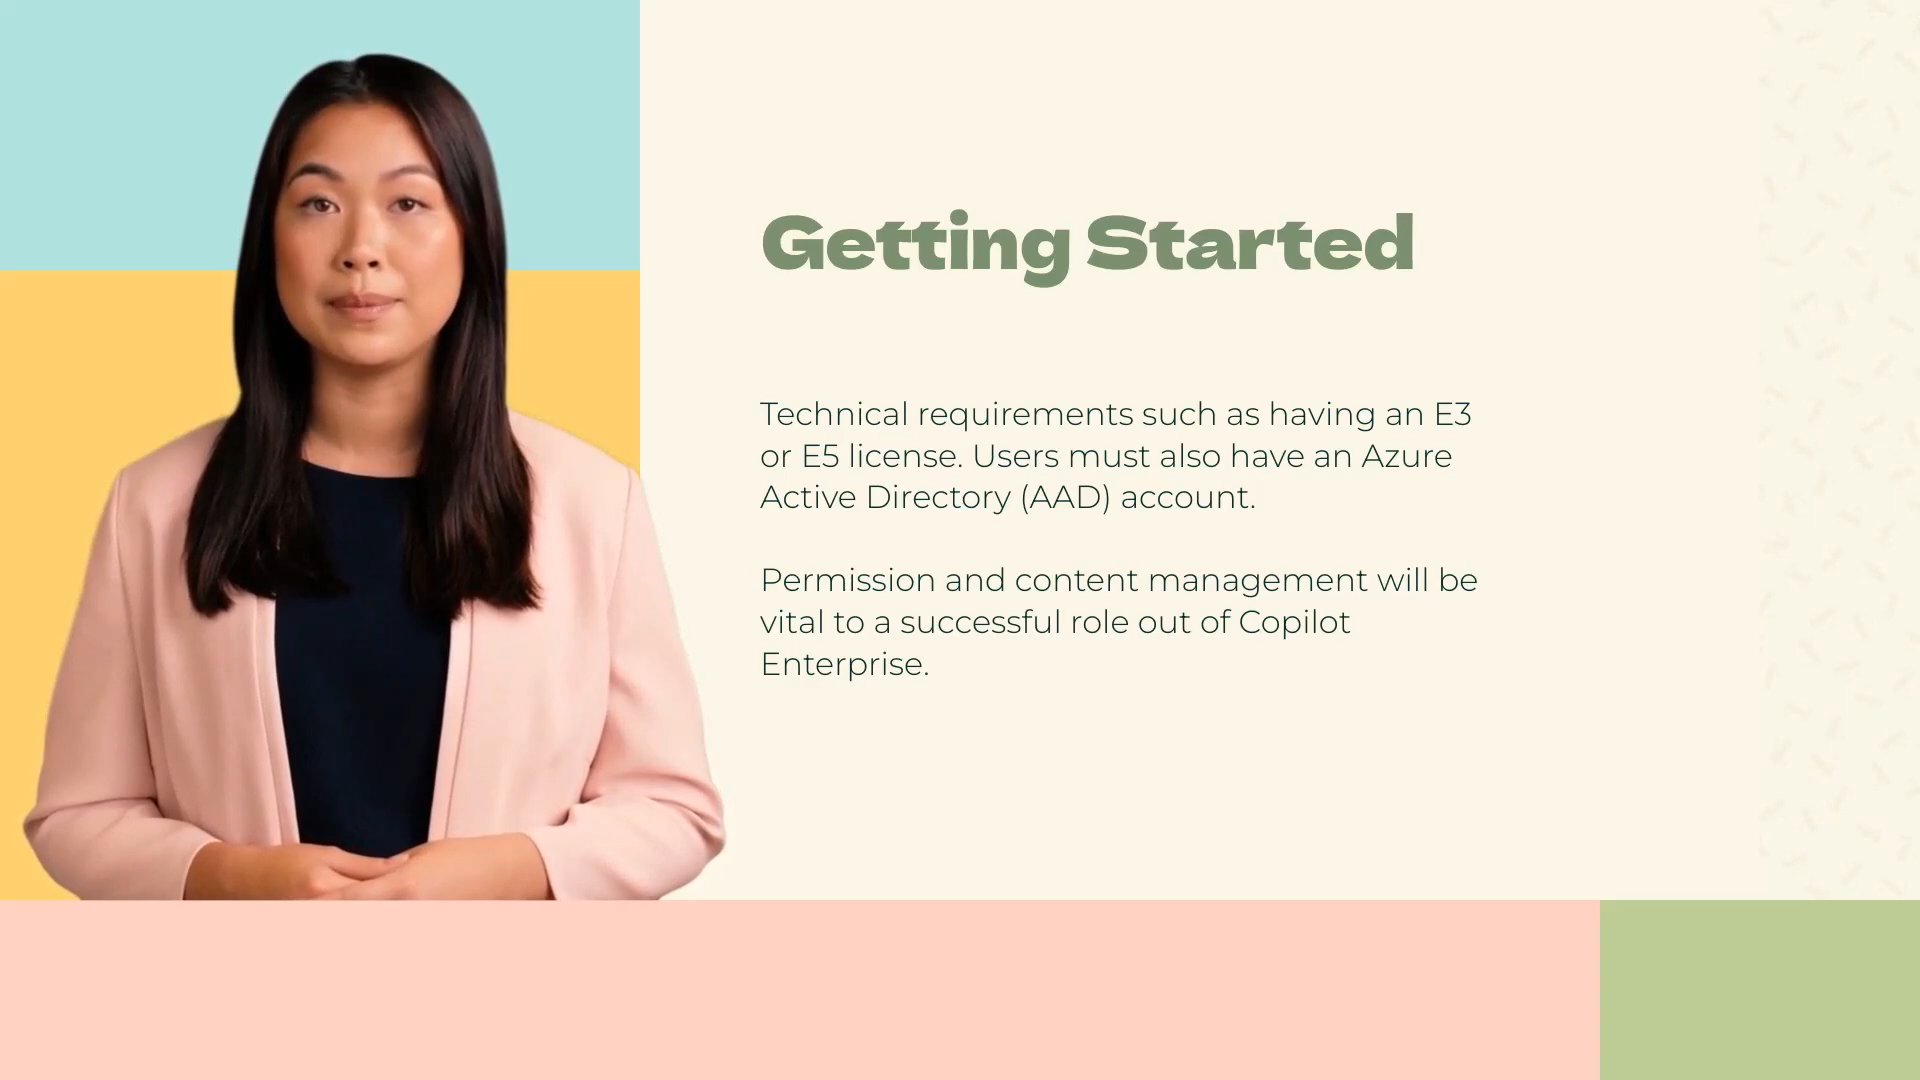 Getting Started
Technical requirements such as having an E3
or E5 license. Users must also have an Azure
Active Directory (AAD) account.
Permission and content management will be
vital to a successful role out of Copilot
Enterprise.